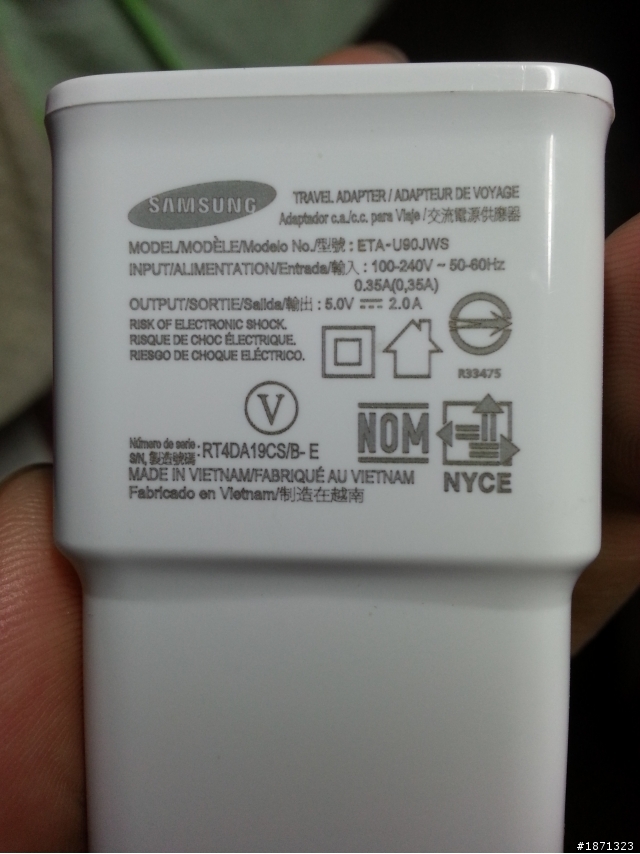 SAMSUNG
TRAVEL ADAPTER / ADAPTEUR DE VOYAGE
Adaptador c.a./c.c. para Viaje / 交流電源供應器
MODEL/MODÈLE/Modelo No./型號 : ETA-U90JWS
INPUT/ALIMENTATION/Entrada/輸入 : 100-240V ~ 50-60Hz
0.35A(0,35A)
OUTPUT/SORTIE/Salida/輸出 : 5.0V ⎓ 2.0A
RISK OF ELECTRONIC SHOCK.
RISQUE DE CHOC ÉLECTRIQUE.
RIESGO DE CHOQUE ELÉCTRICO.
R33475
V
NOM
NYCE
Número de serie
S/N, 製造號碼 : RT4DA19CS/B- E
MADE IN VIETNAM/FABRIQUÉ AU VIETNAM
Fabricado en Vietnam/制造在越南
#1871323